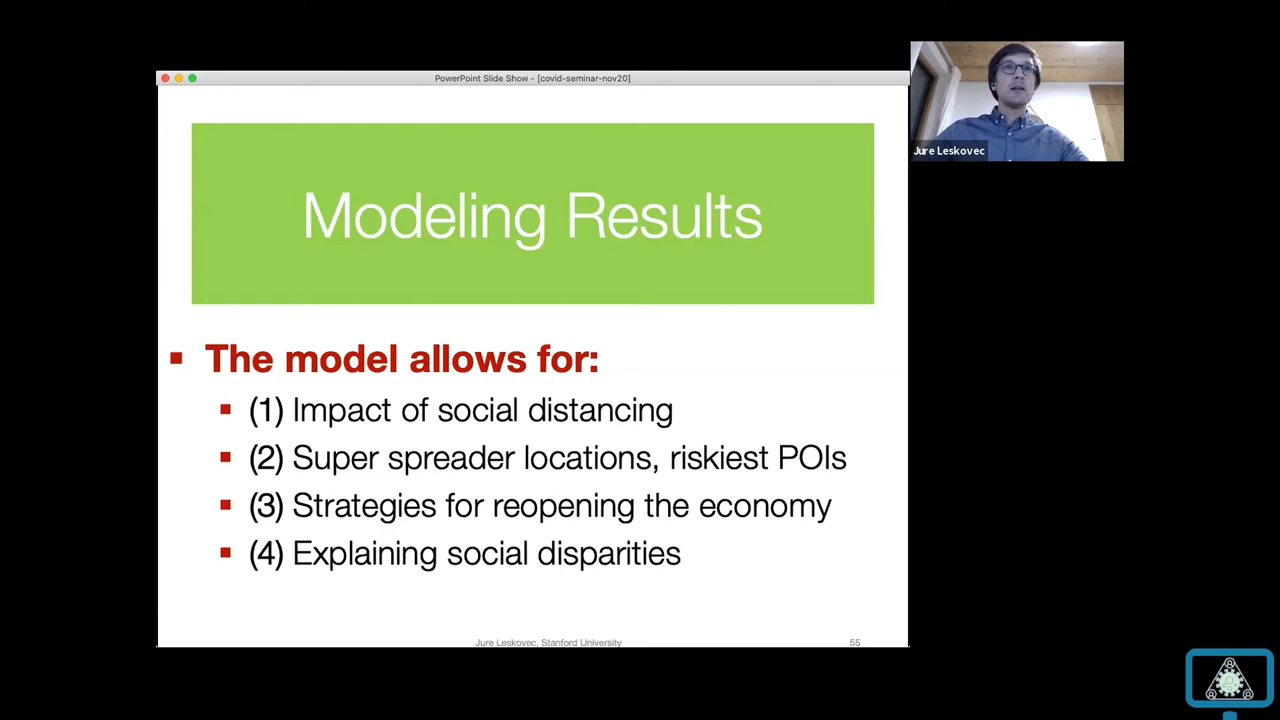 PowerPoint Slide Show - [covid-seminar-nov20]
Jure Leskovec
Modeling Results
▪ The model allows for:
▪ (1) Impact of social distancing
▪ (2) Super spreader locations, riskiest POIs
▪ (3) Strategies for reopening the economy
▪ (4) Explaining social disparities
Jure Leskovec, Stanford University
55